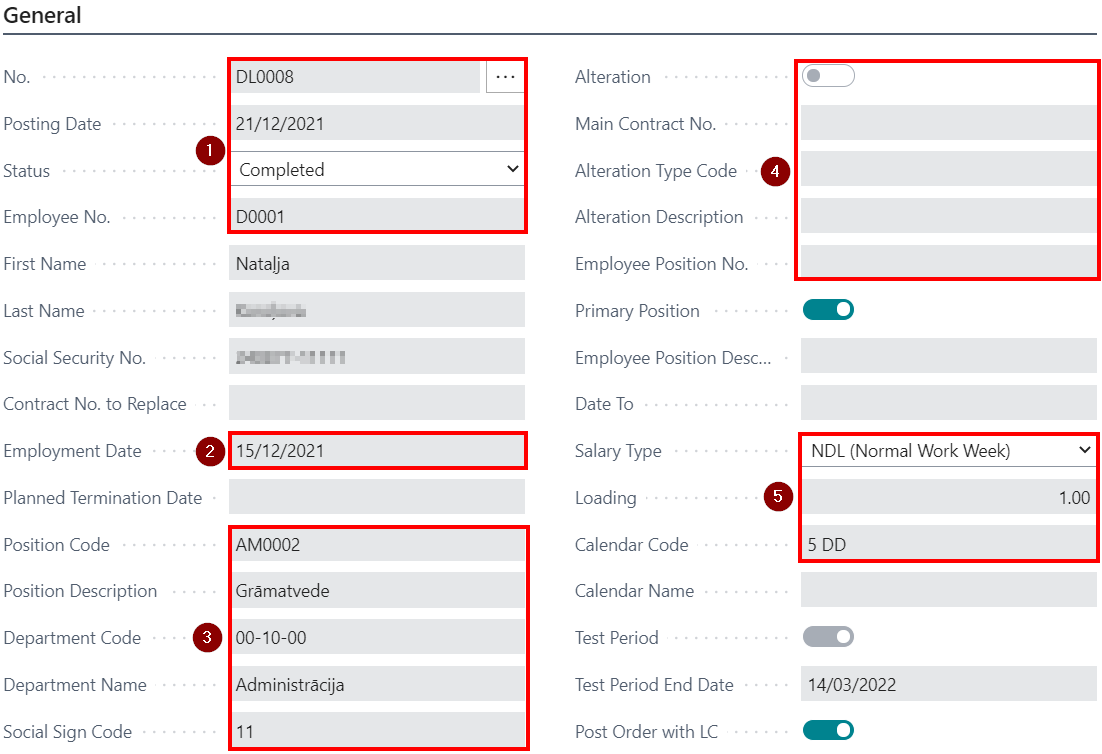 General
No.
DL0008
Posting Date
21/12/2021
1
Status
Completed
Employee No.
D0001
First Name
Natalja
Last Name
Social Security No.
Contract No. to Replace
Employment Date
2
15/12/2021
Planned Termination Date
Position Code
AM0002
Position Description
Grāmatvede
Department Code
3
00-10-00
Department Name
Administrācija
Social Sign Code
11
Alteration
Main Contract No.
Alteration Type Code
4
Alteration Description
Employee Position No.
Primary Position
Employee Position Desc...
Date To
Salary Type
NDL (Normal Work Week)
Loading
5
1.00
Calendar Code
5 DD
Calendar Name
Test Period
Test Period End Date
14/03/2022
Post Order with LC